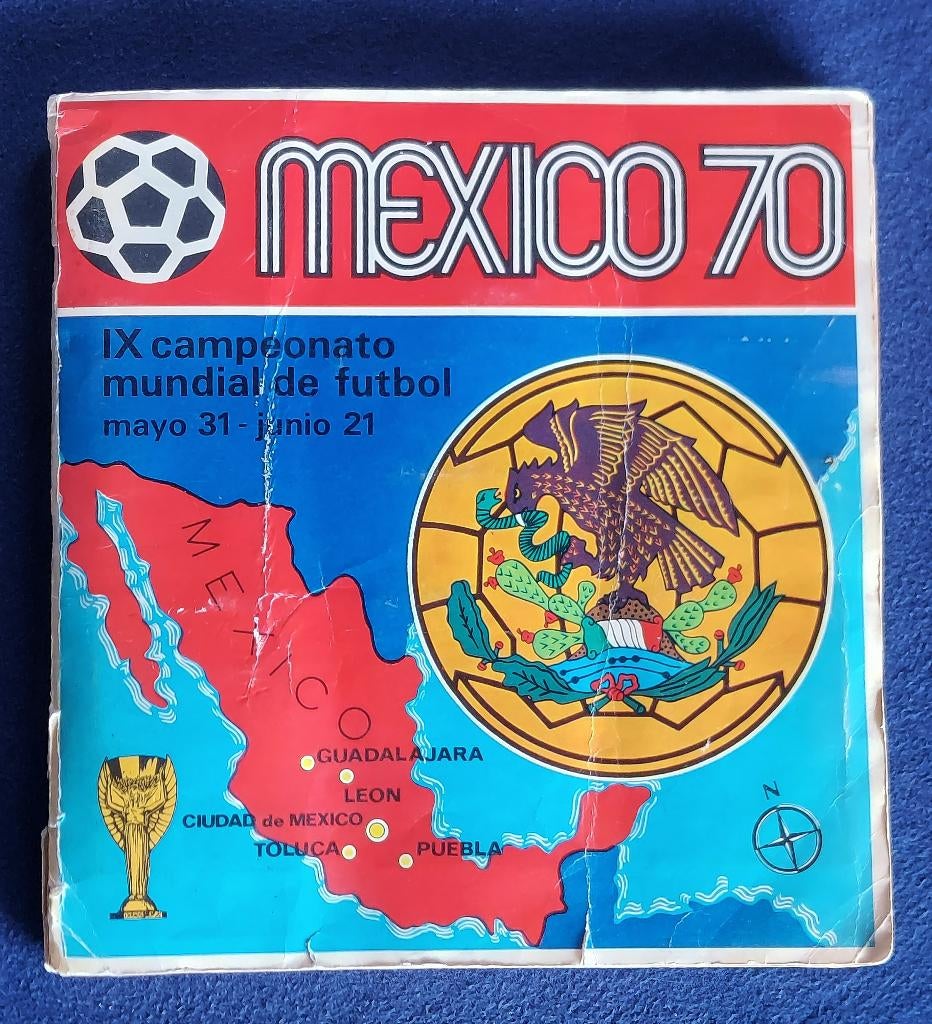 MEXICO 70
IX campeonato
mundial de futbol
mayo 31 - junio 21
MEXICO
GUADALAJARA
LEON
CIUDAD de MEXICO
TOLUCA
PUEBLA
N